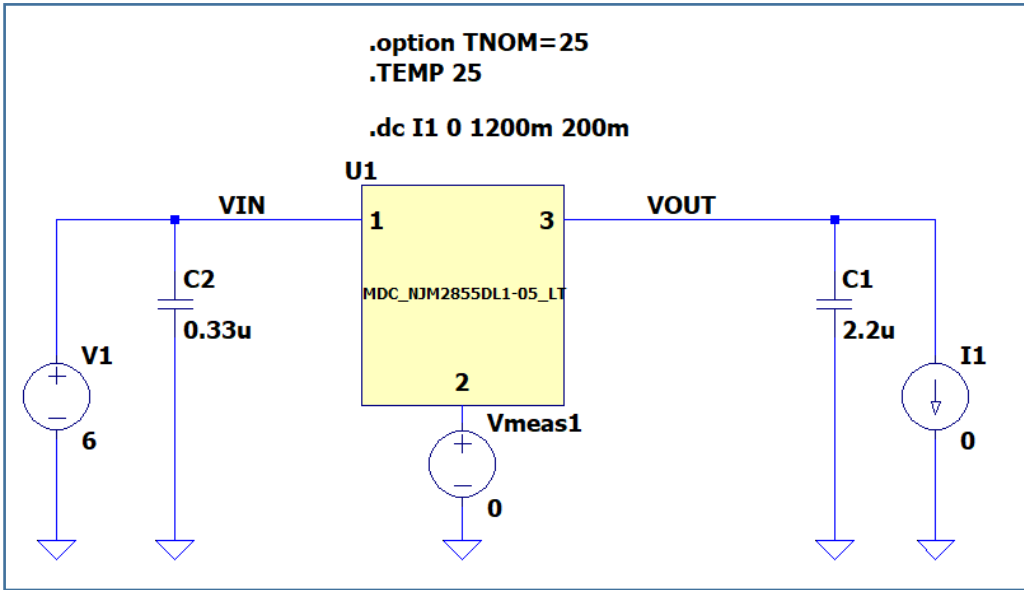 .option TNOM=25
.TEMP 25
.dc I1 0 1200m 200m
U1
VIN
VOUT
1
3
C2
C1
MDC_NJM2855DL1-05_LT
0.33u
2.2u
V1
I1
2
Vmeas1
6
0
0